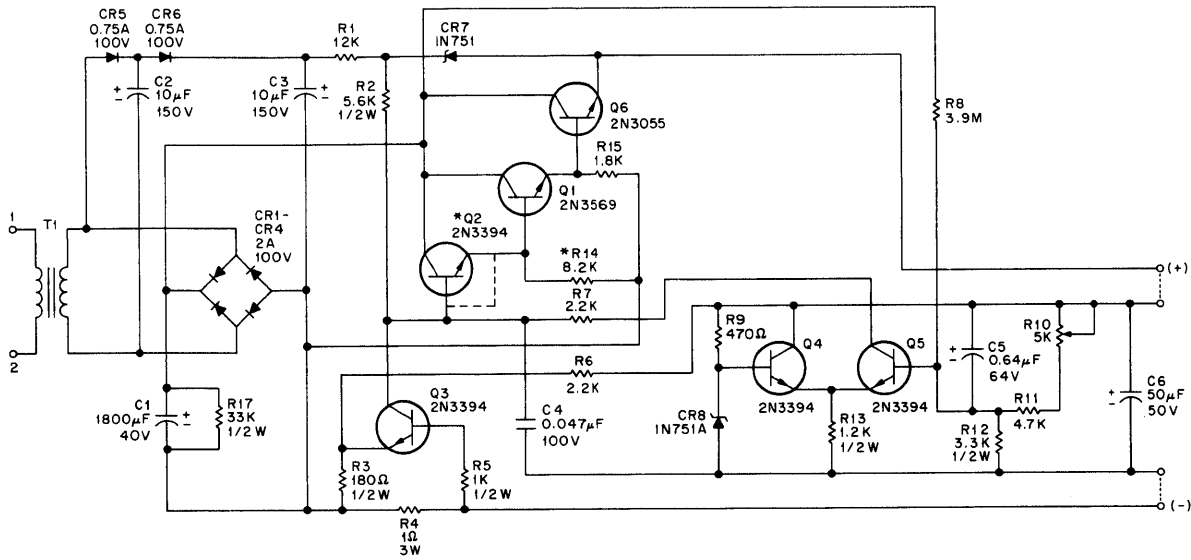 CR5
0.75A
100V
CR6
0.75A
100V
C2
10μF
150V
+
−
C3
10μF
150V
+
−
R1
12K
R2
5.6K
1/2W
CR7
1N751
Q6
2N3055
R8
3.9M
R15
1.8K
Q1
2N3569
*Q2
2N3394
*R14
8.2K
R7
2.2K
1
T1
2
CR1-
CR4
2A
100V
(+)
R9
470Ω
Q4
2N3394
Q5
2N3394
R10
5K
+
−
C5
0.64μF
64V
R6
2.2K
C1
1800μF
40V
+
−
R17
33K
1/2W
Q3
2N3394
C4
0.047μF
100V
CR8
1N751A
R13
1.2K
1/2W
R11
4.7K
R12
3.3K
1/2W
+
−
C6
50μF
50V
R3
180Ω
1/2W
R5
1K
1/2W
R4
1Ω
3W
(−)